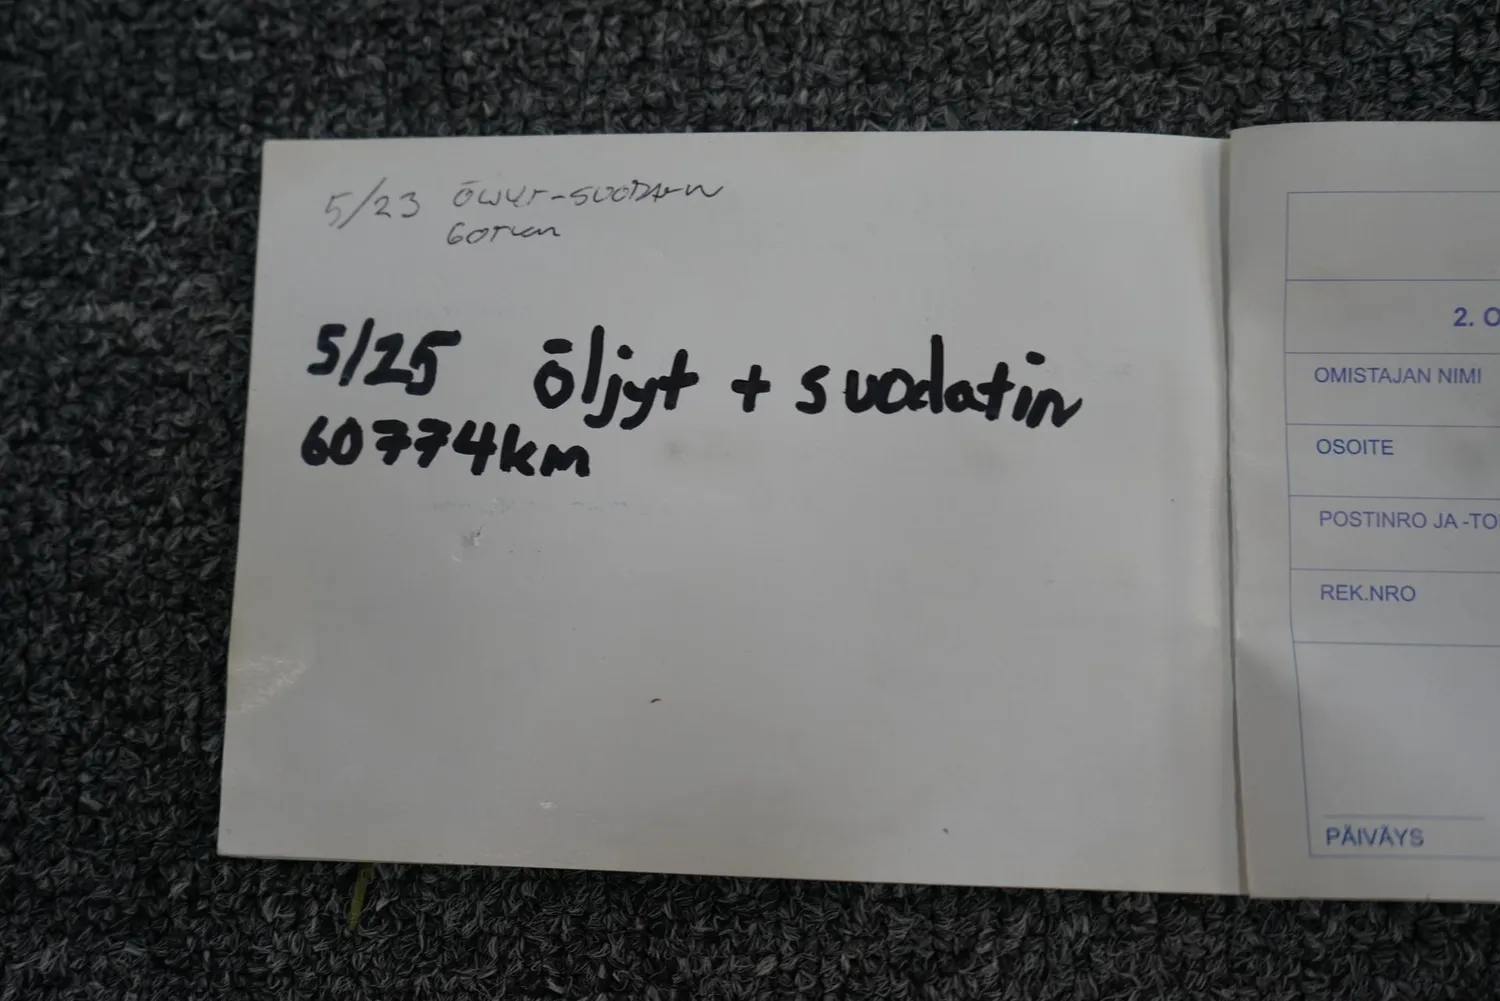 5/23 ÖLJYT-SUODATIN
60TKM
5/25 öljyt + suodatin
60774km
2. O
OMISTAJAN NIMI
OSOITE
POSTINRO JA -TO
REK.NRO
PÄIVÄYS